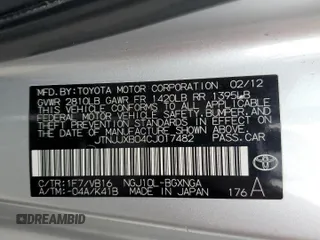 MFD.BY:TOYOTA MOTOR CORPORATION 02/12
GVWR 2810LB GAWR FR 1420LB RR 1395LB
THIS VEHICLE CONFORMS TO ALL APPLICABLE
FEDERAL MOTOR VEHICLE SAFETY, BUMPER, AND
THEFT PREVENTION STANDARDS IN EFFECT ON THE
DATE OF MANUFACTURE SHOWN ABOVE.
JTNJJXB04CJ017482 PASS.CAR
C/TR:1F7/VB16 NGJ10L-BGXNGA
A/TM:-04A/K41B MADE IN JAPAN 176 A
DREAMBID